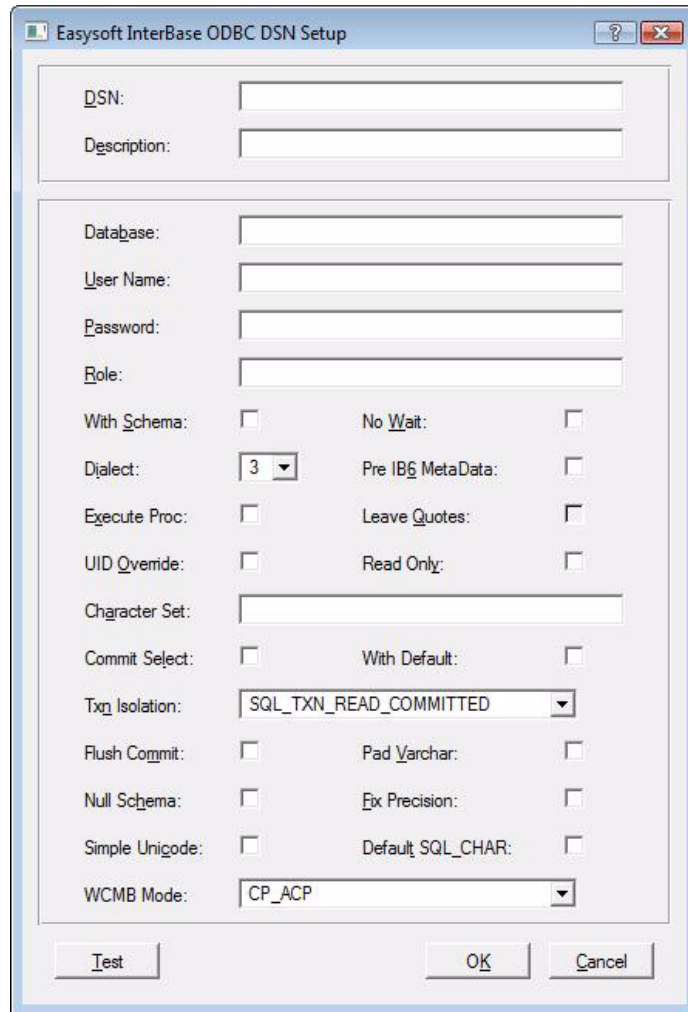 Easysoft InterBase ODBC DSN Setup
DSN:
Description:
Database:
User Name:
Password:
Role:
With Schema: No Wait:
Dialect: 3 Pre IB6 MetaData:
Execute Proc: Leave Quotes:
UID Override: Read Only:
Character Set:
Commit Select: With Default:
Txn Isolation: SQL_TXN_READ_COMMITTED
Flush Commit: Pad Varchar:
Null Schema: Fix Precision:
Simple Unicode: Default SQL_CHAR:
WCMB Mode: CP_ACP
Test OK Cancel